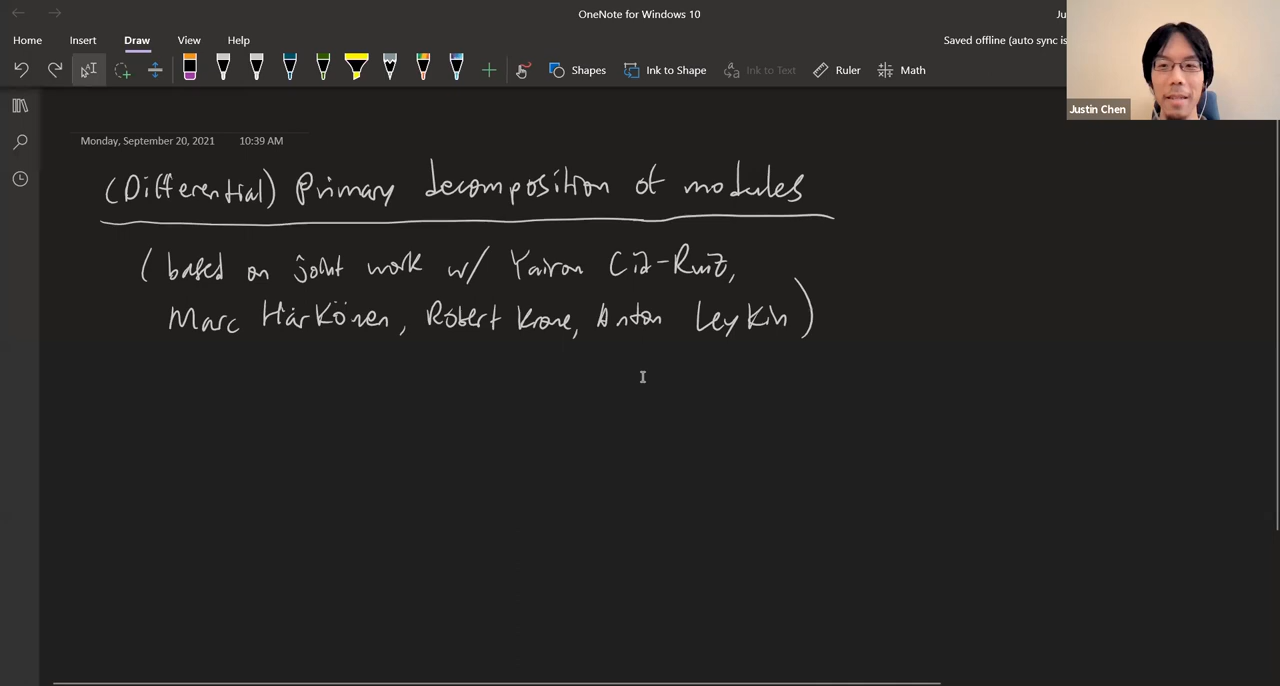 OneNote for Windows 10
Ju
Home Insert Draw View Help
Saved offline (auto sync is
Shapes Ink to Shape Ink to Text Ruler Math
Justin Chen
Monday, September 20, 2021 10:39 AM
(Differential) Primary decomposition of modules
(based on joint work w/ Yairon Cid-Ruiz,
Marc Härkönen, Robert Krone, Anton Leykin)